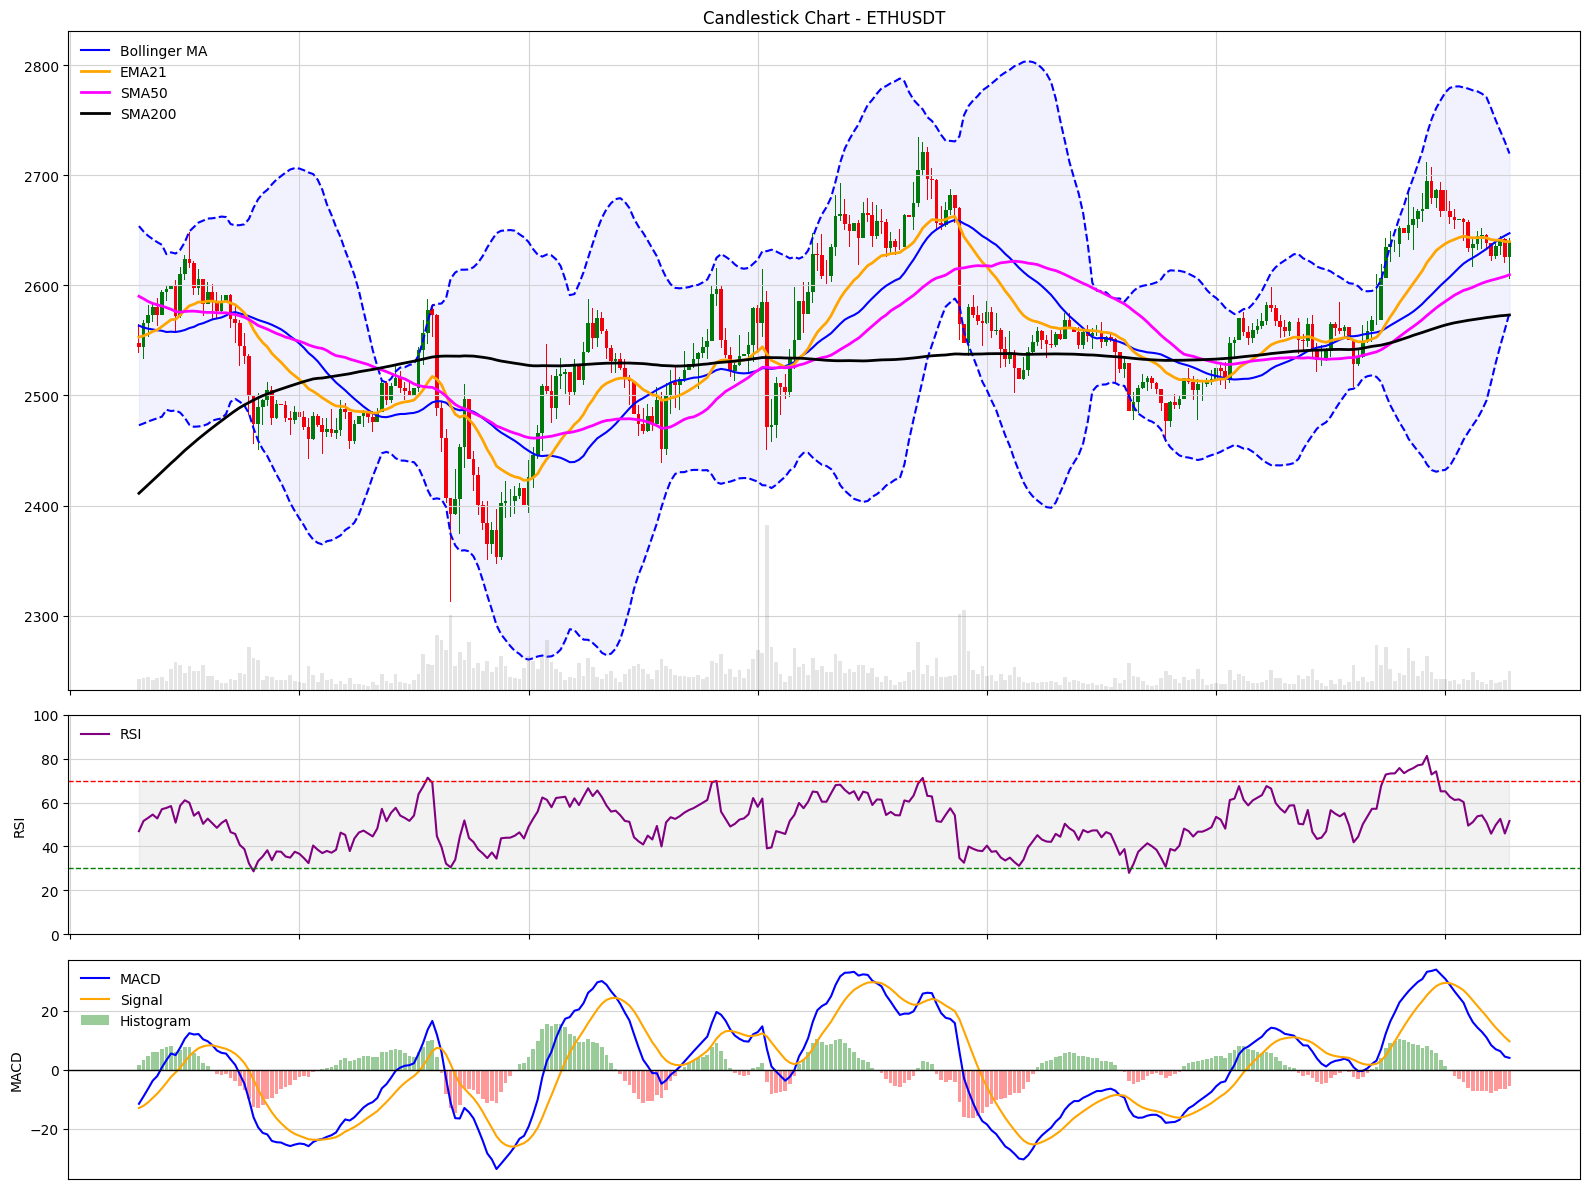 Candlestick Chart - ETHUSDT
Bollinger MA
EMA21
SMA50
SMA200
2800
2700
2600
2500
2400
2300
RSI
100
80
60
40
20
0
RSI
MACD
Signal
Histogram
20
0
−20
MACD